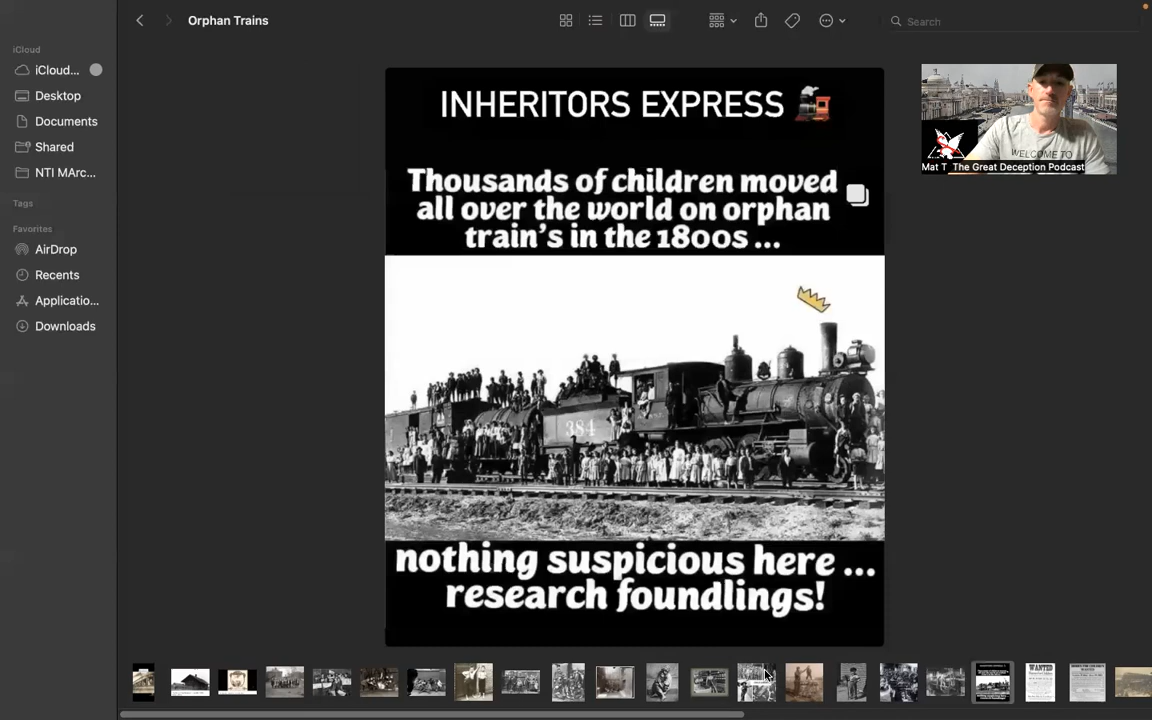 Orphan Trains
Search
iCloud
iCloud...
Desktop
Documents
Shared
NTI MArc...
Tags
Favorites
AirDrop
Recents
Applicatio...
Downloads
INHERITORS EXPRESS
Thousands of children moved
all over the world on orphan
train's in the 1800s ...
384
nothing suspicious here ...
research foundlings!
WELCOME TO
Mat T The Great Deception Podcast
WANTED